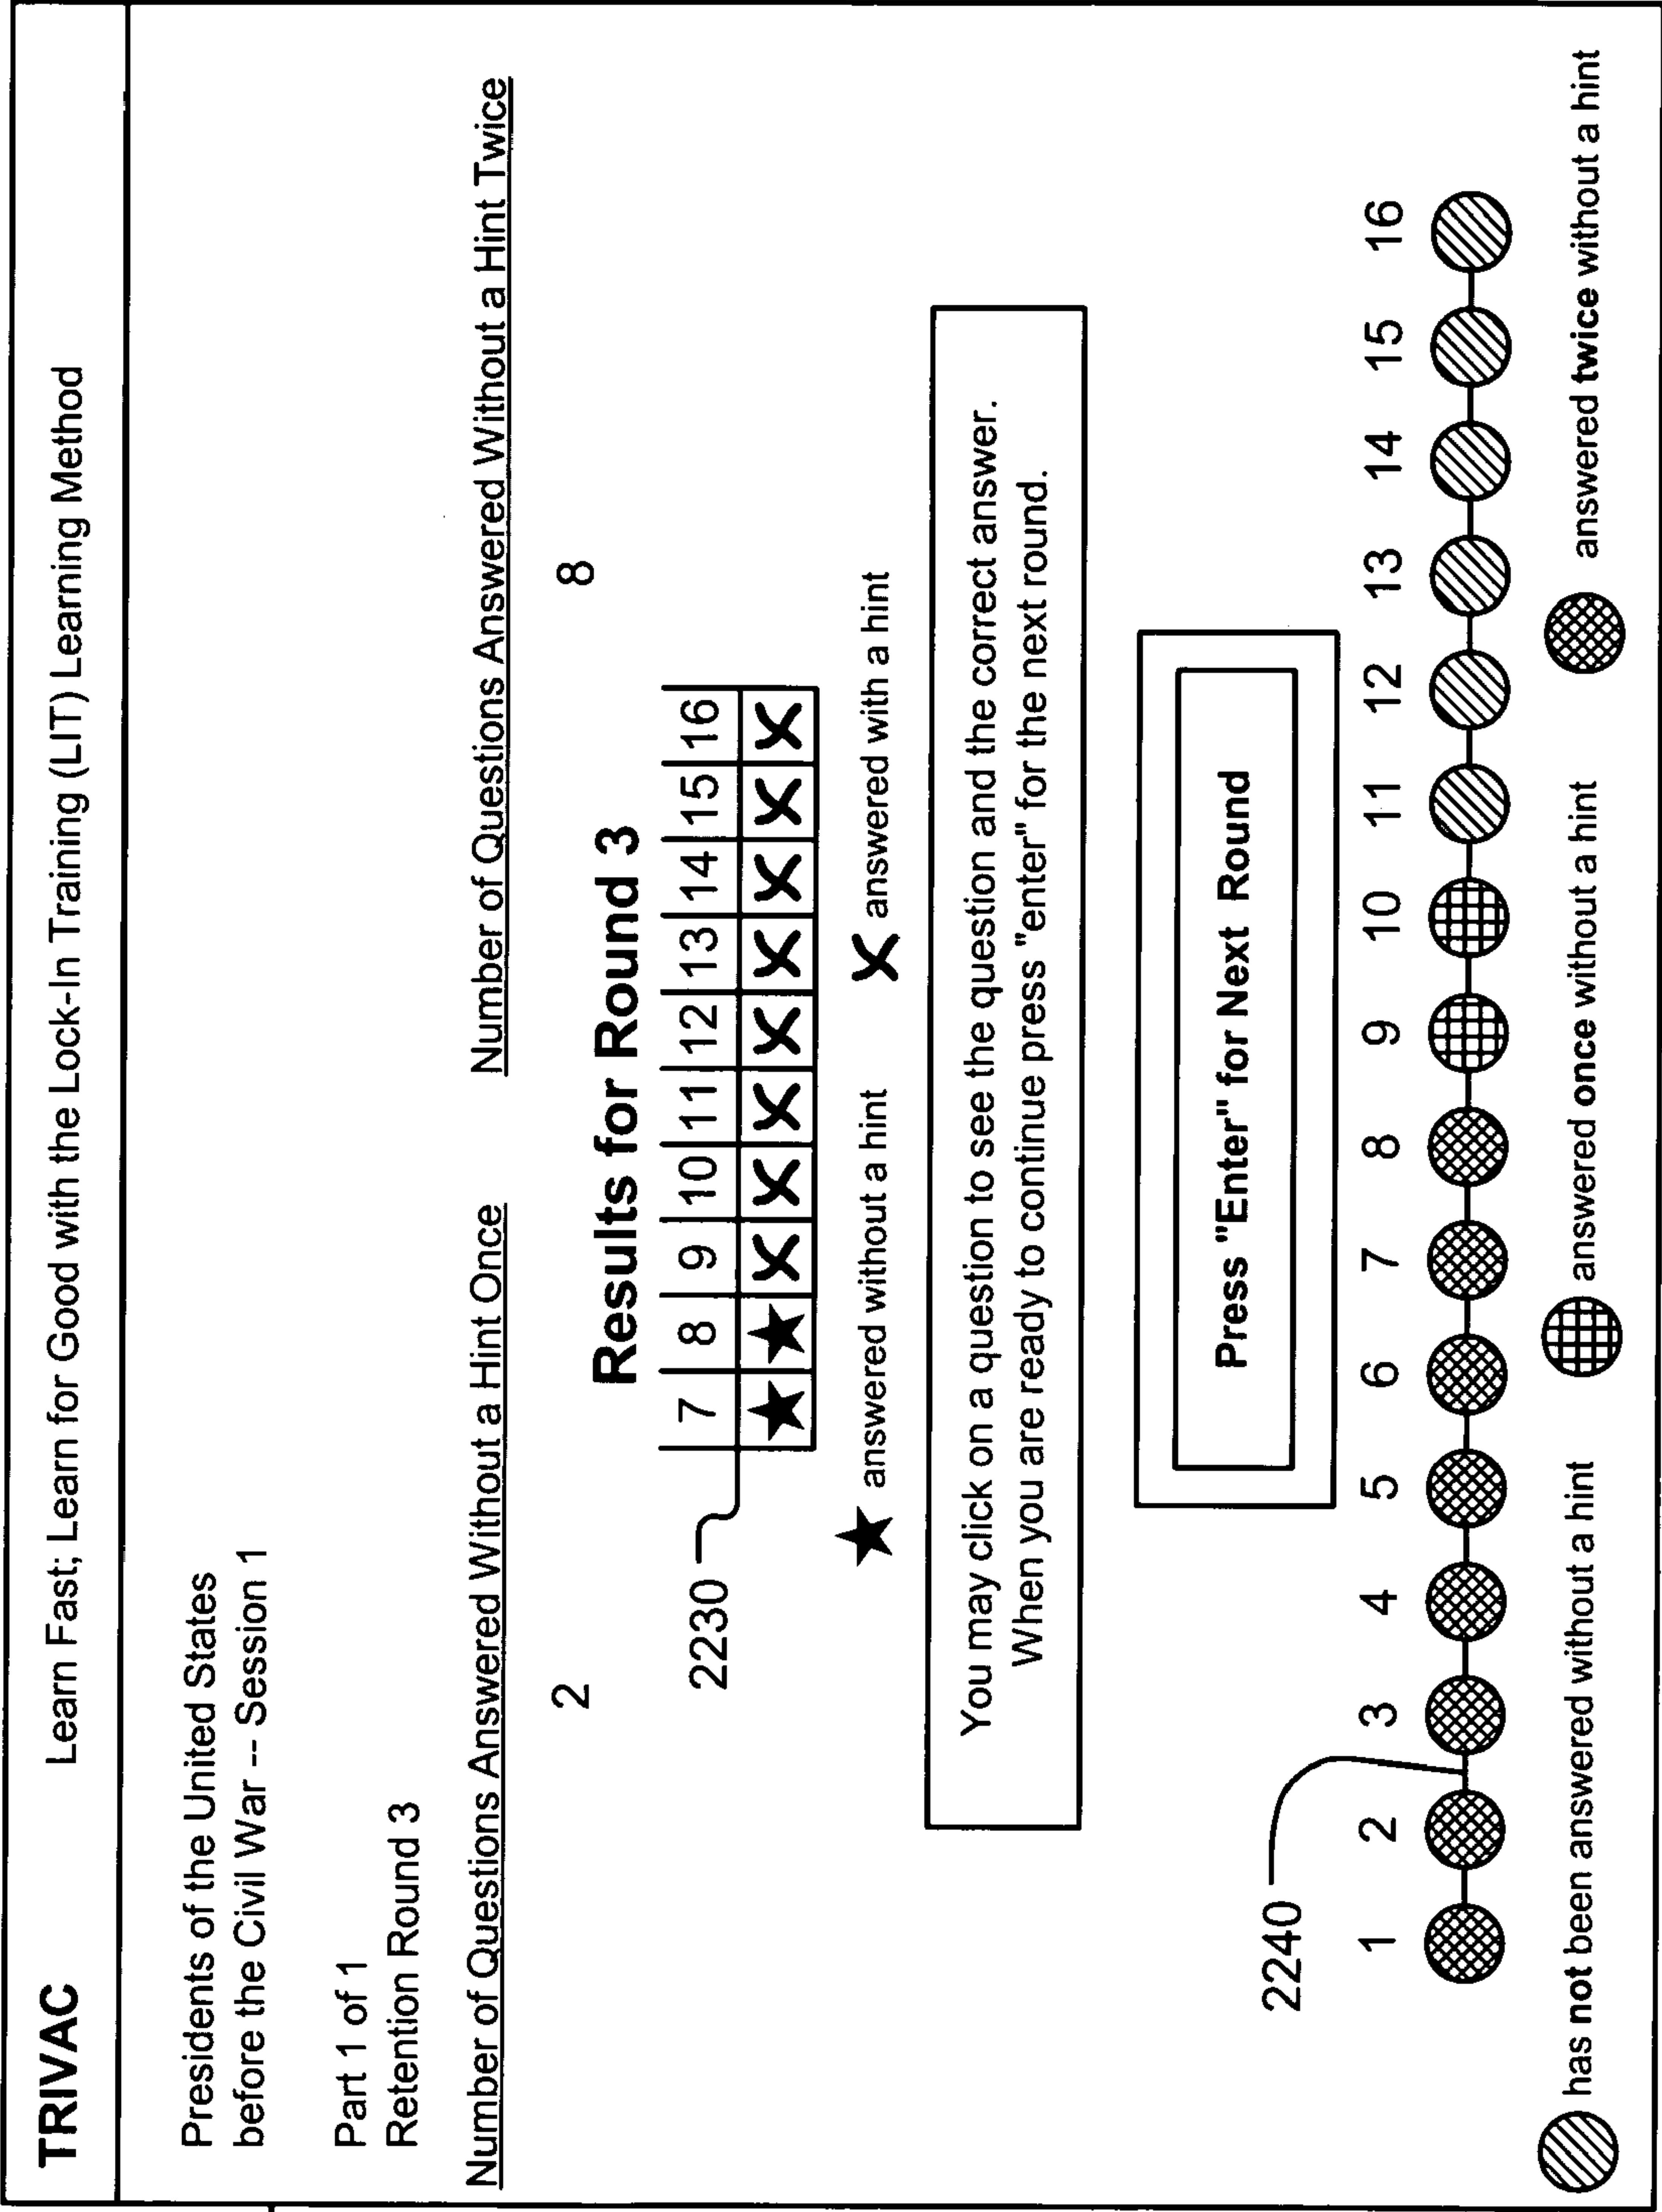 TRIVAC Learn Fast; Learn for Good with the Lock-In Training (LIT) Learning Method
Presidents of the United States
before the Civil War -- Session 1
Part 1 of 1
Retention Round 3
Number of Questions Answered Without a Hint Once Number of Questions Answered Without a Hint Twice
2 8
Results for Round 3
7 8 9 10 11 12 13 14 15 16
2230
answered without a hint answered with a hint
You may click on a question to see the question and the correct answer.
When you are ready to continue press "enter" for the next round.
Press "Enter" for Next Round
2240
1 2 3 4 5 6 7 8 9 10 11 12 13 14 15 16
has not been answered without a hint answered once without a hint answered twice without a hint